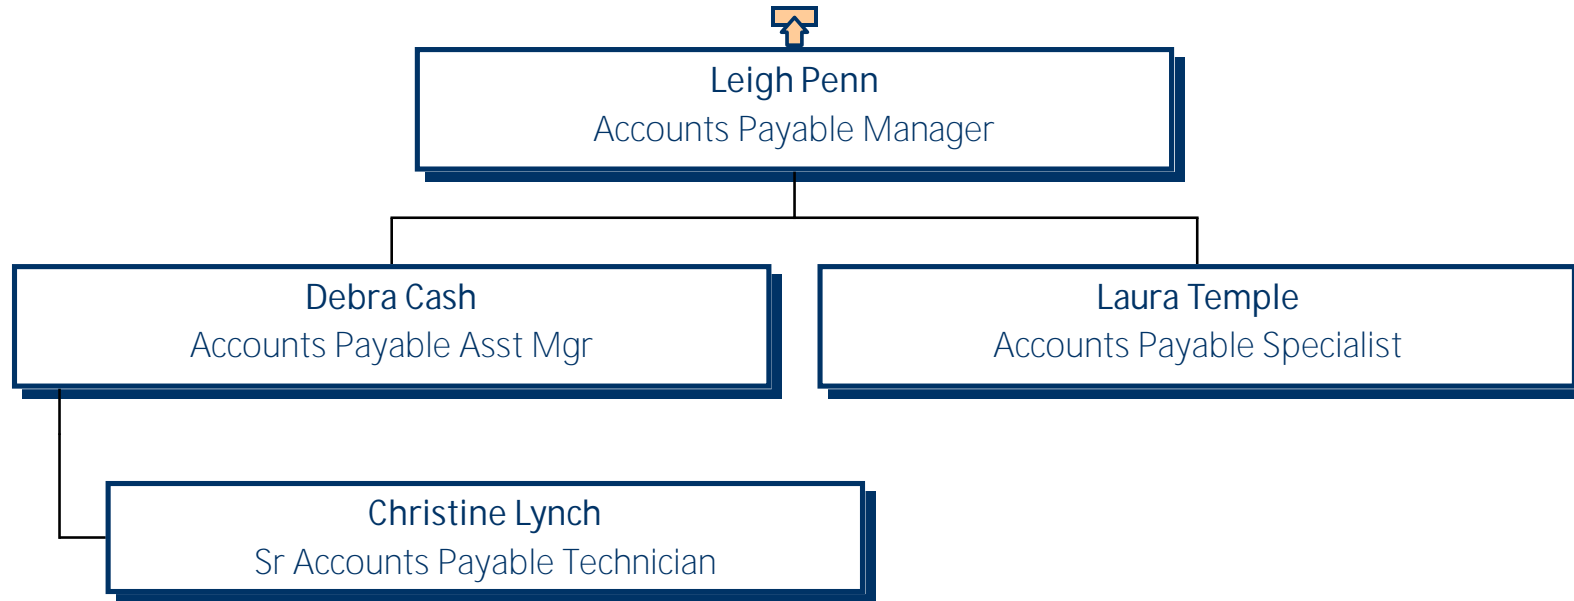 Leigh Penn
Accounts Payable Manager
Debra Cash
Accounts Payable Asst Mgr
Laura Temple
Accounts Payable Specialist
Christine Lynch
Sr Accounts Payable Technician